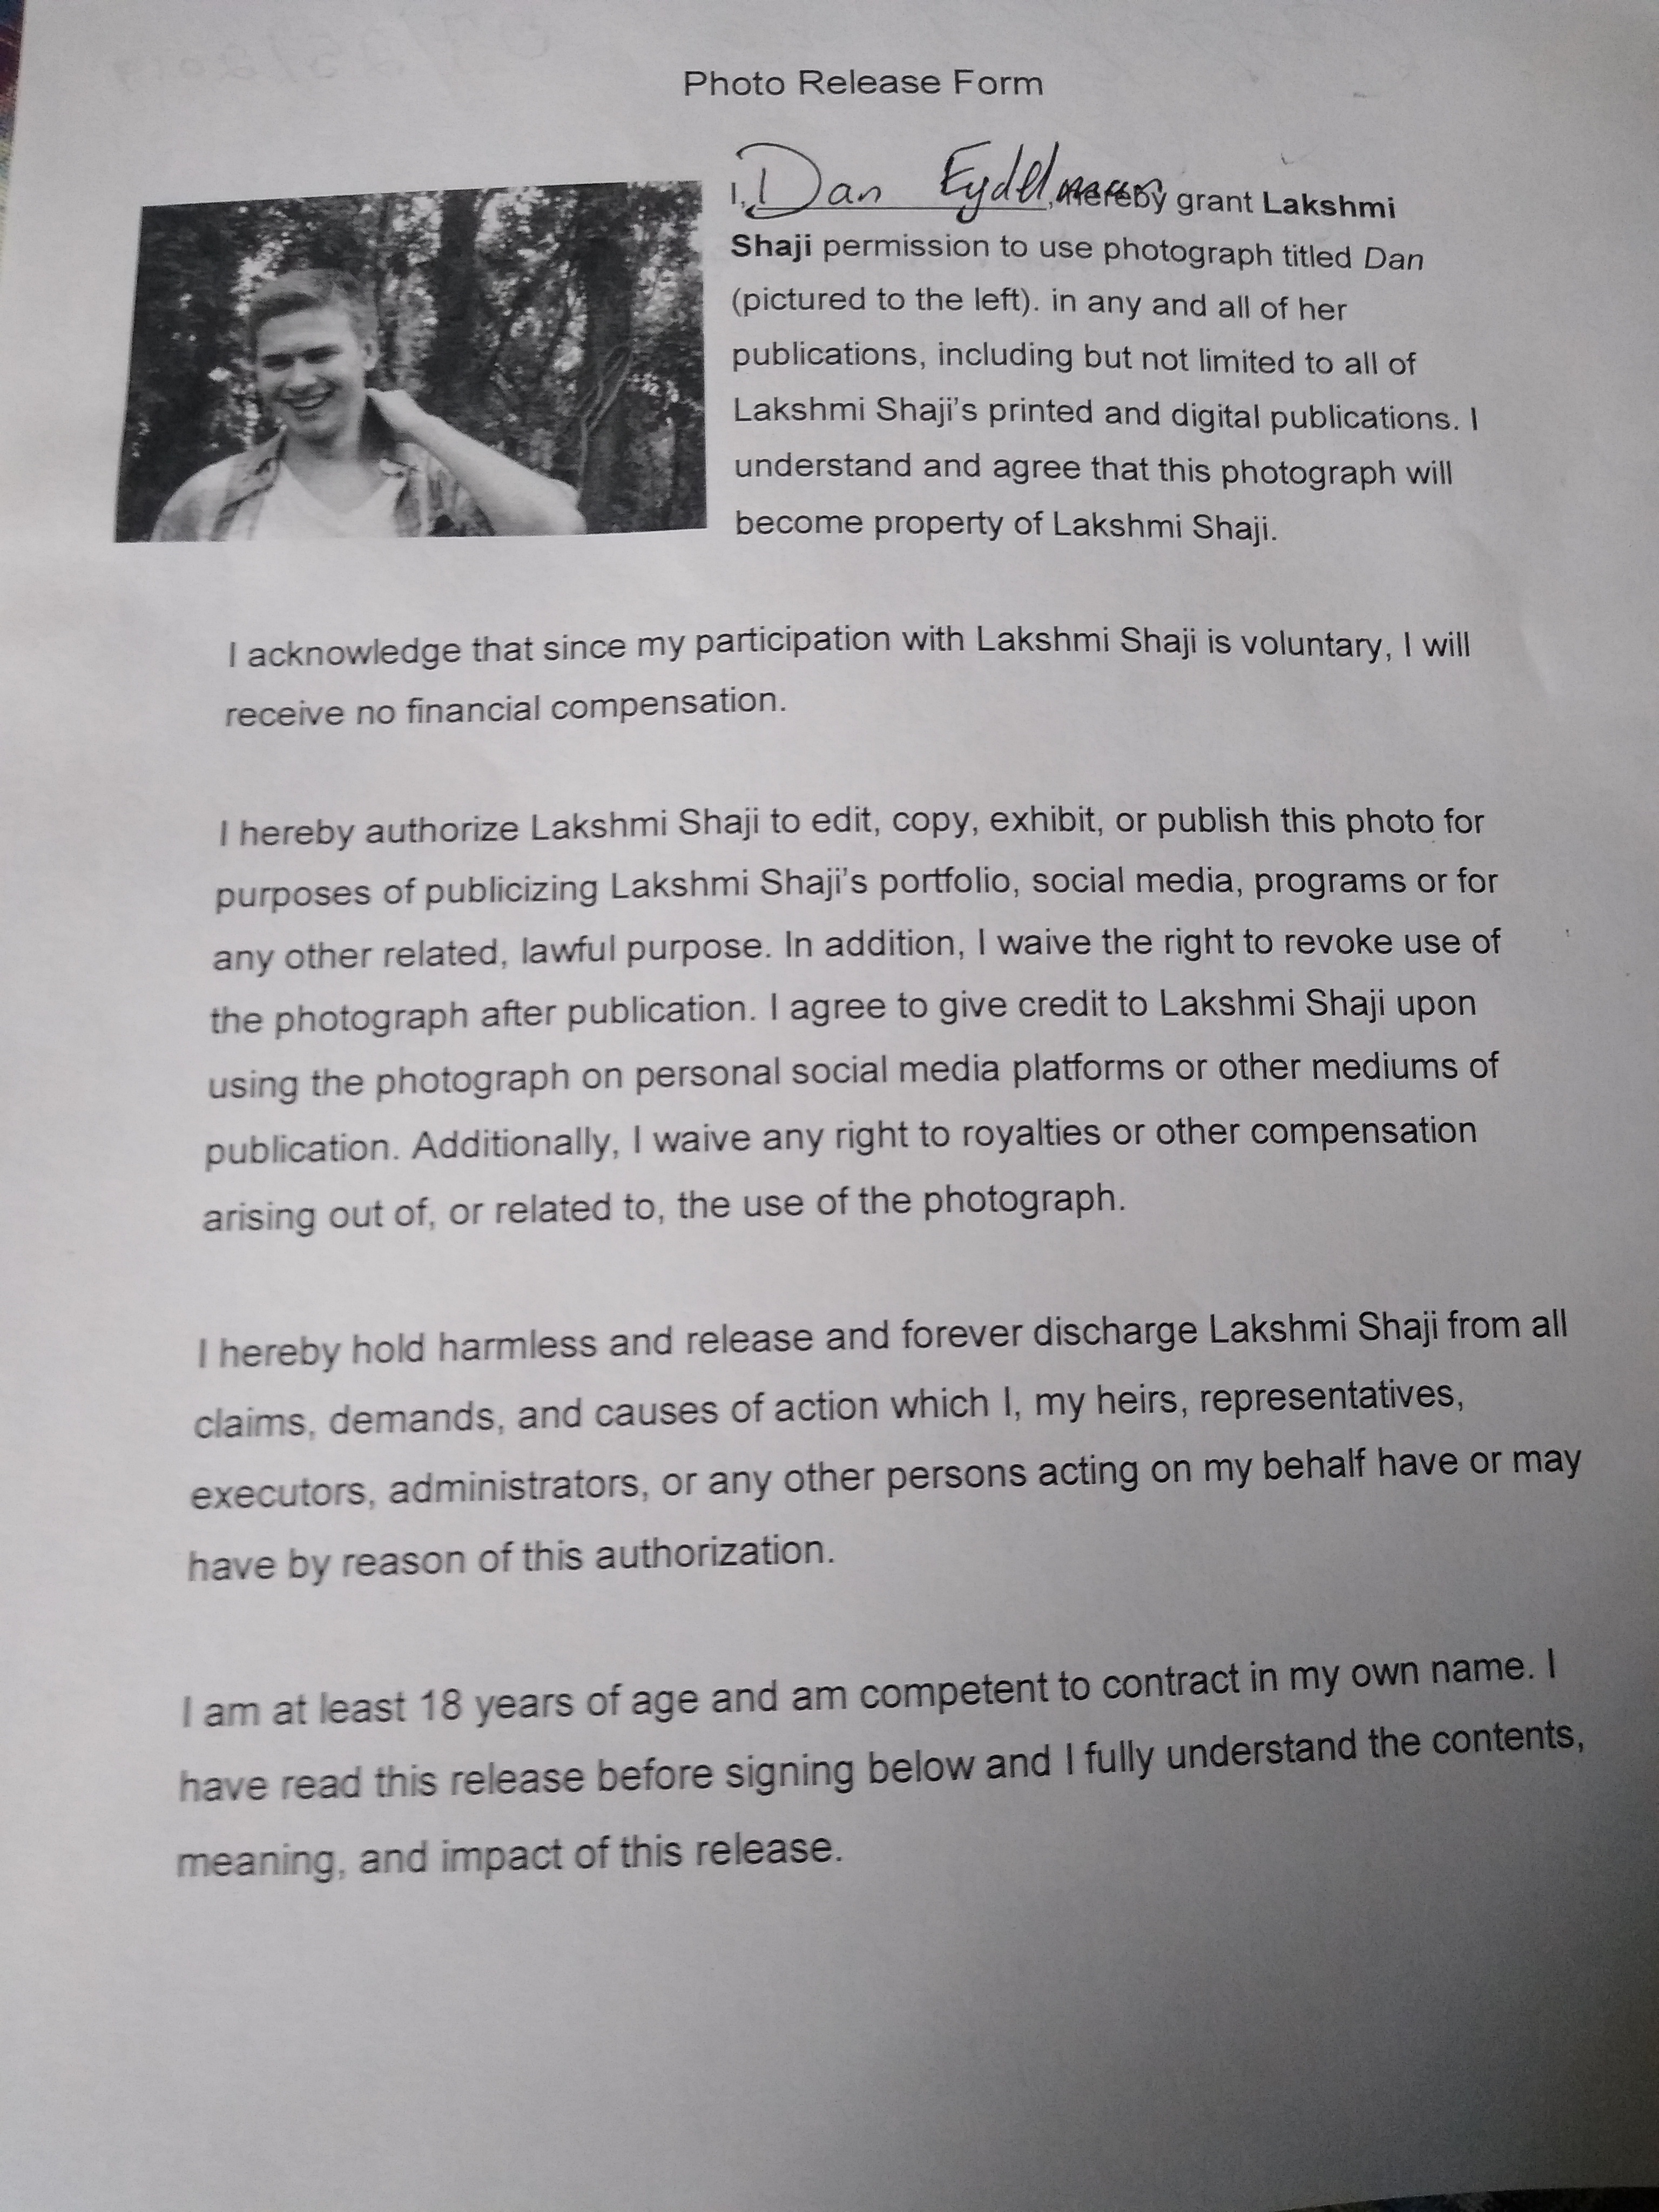 Photo Release Form
I, Dan Eydelman, hereby grant Lakshmi
Shaji permission to use photograph titled Dan
(pictured to the left). in any and all of her
publications, including but not limited to all of
Lakshmi Shaji's printed and digital publications. I
understand and agree that this photograph will
become property of Lakshmi Shaji.
I acknowledge that since my participation with Lakshmi Shaji is voluntary, I will
receive no financial compensation.
I hereby authorize Lakshmi Shaji to edit, copy, exhibit, or publish this photo for
purposes of publicizing Lakshmi Shaji's portfolio, social media, programs or for
any other related, lawful purpose. In addition, I waive the right to revoke use of
the photograph after publication. I agree to give credit to Lakshmi Shaji upon
using the photograph on personal social media platforms or other mediums of
publication. Additionally, I waive any right to royalties or other compensation
arising out of, or related to, the use of the photograph.
I hereby hold harmless and release and forever discharge Lakshmi Shaji from all
claims, demands, and causes of action which I, my heirs, representatives,
executors, administrators, or any other persons acting on my behalf have or may
have by reason of this authorization.
I am at least 18 years of age and am competent to contract in my own name. I
have read this release before signing below and I fully understand the contents,
meaning, and impact of this release.